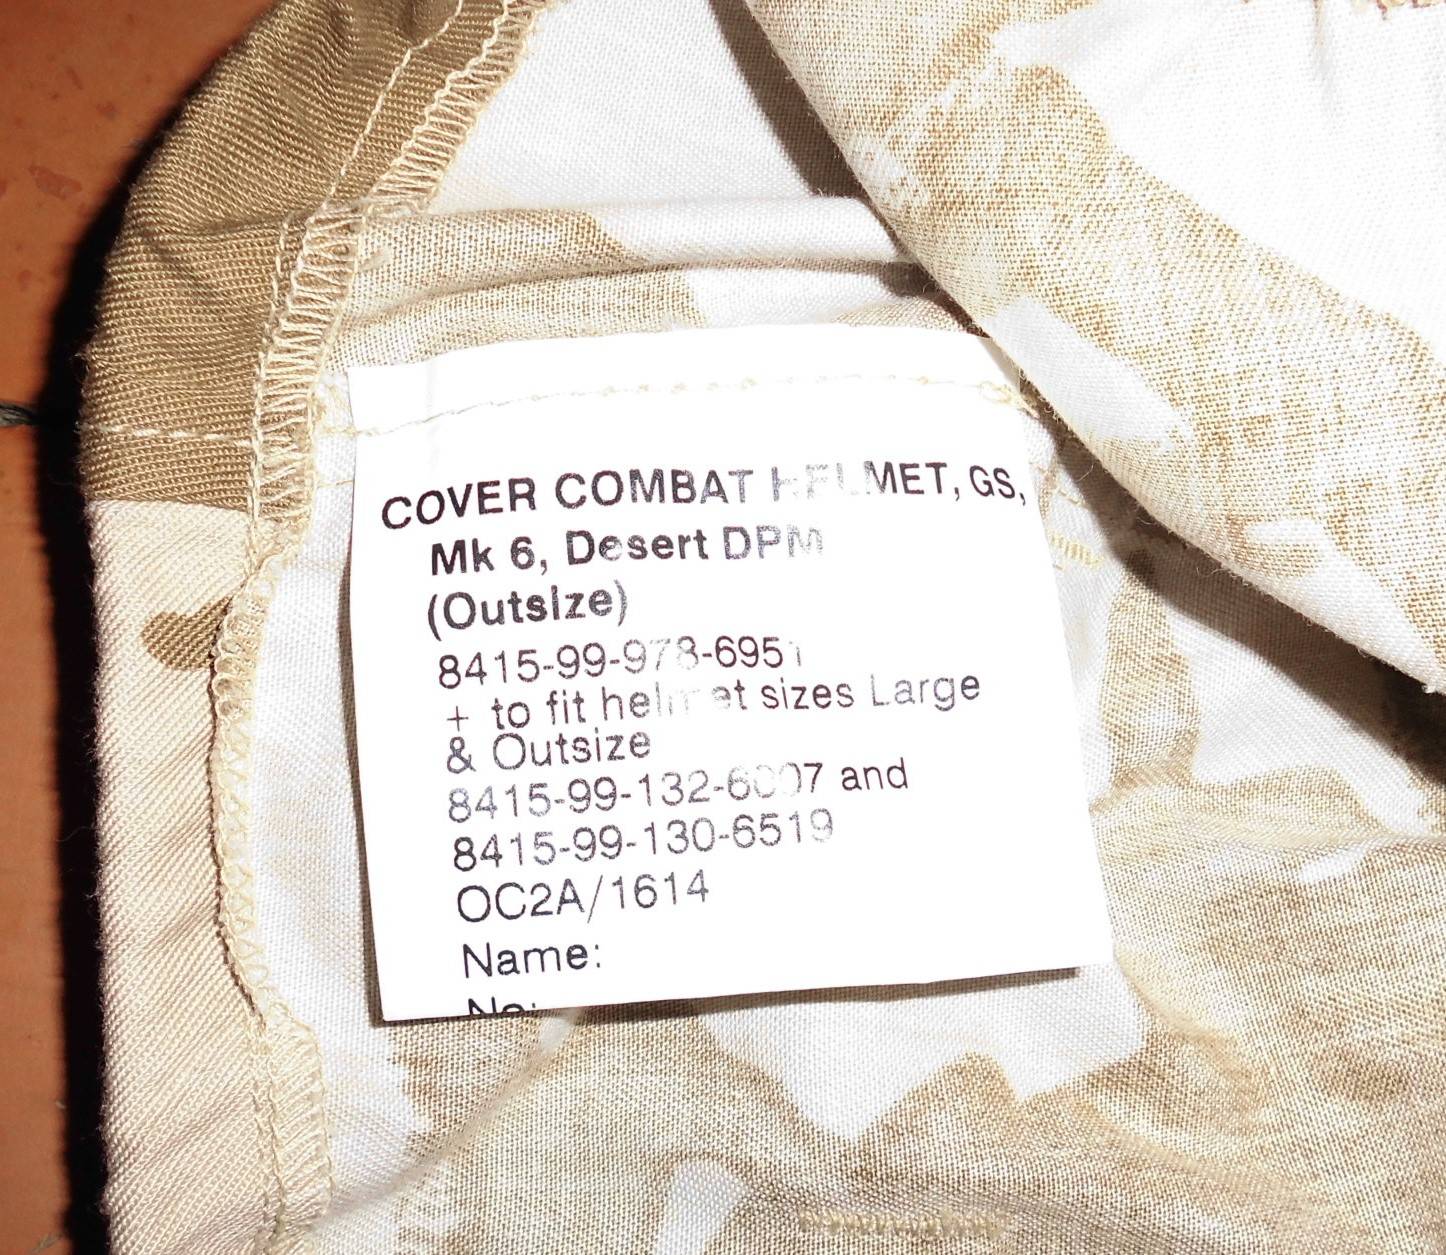 COVER COMBAT HELMET, GS,
Mk 6, Desert DPM
(Outsize)
8415-99-978-6951
+ to fit helmet sizes Large
& Outsize
8415-99-132-6007 and
8415-99-130-6519
OC2A/1614
Name:
No: